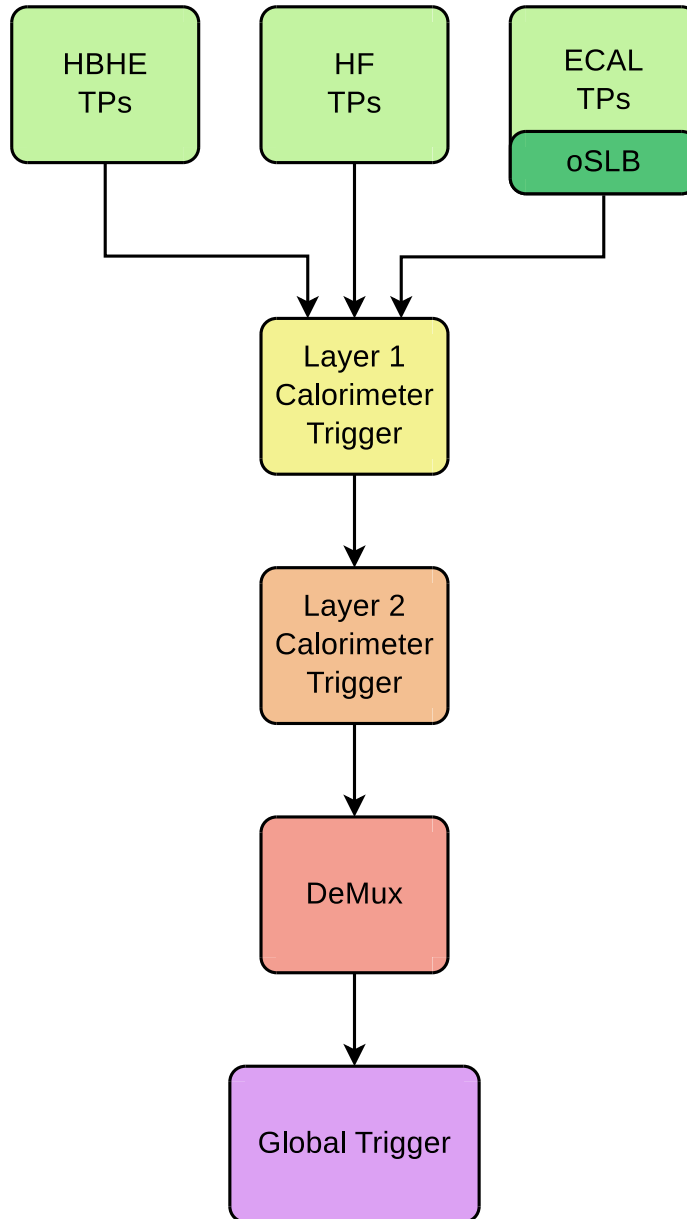 HBHE
TPs
HF
TPs
ECAL
TPs
oSLB
Layer 1
Calorimeter
Trigger
Layer 2
Calorimeter
Trigger
DeMux
Global Trigger